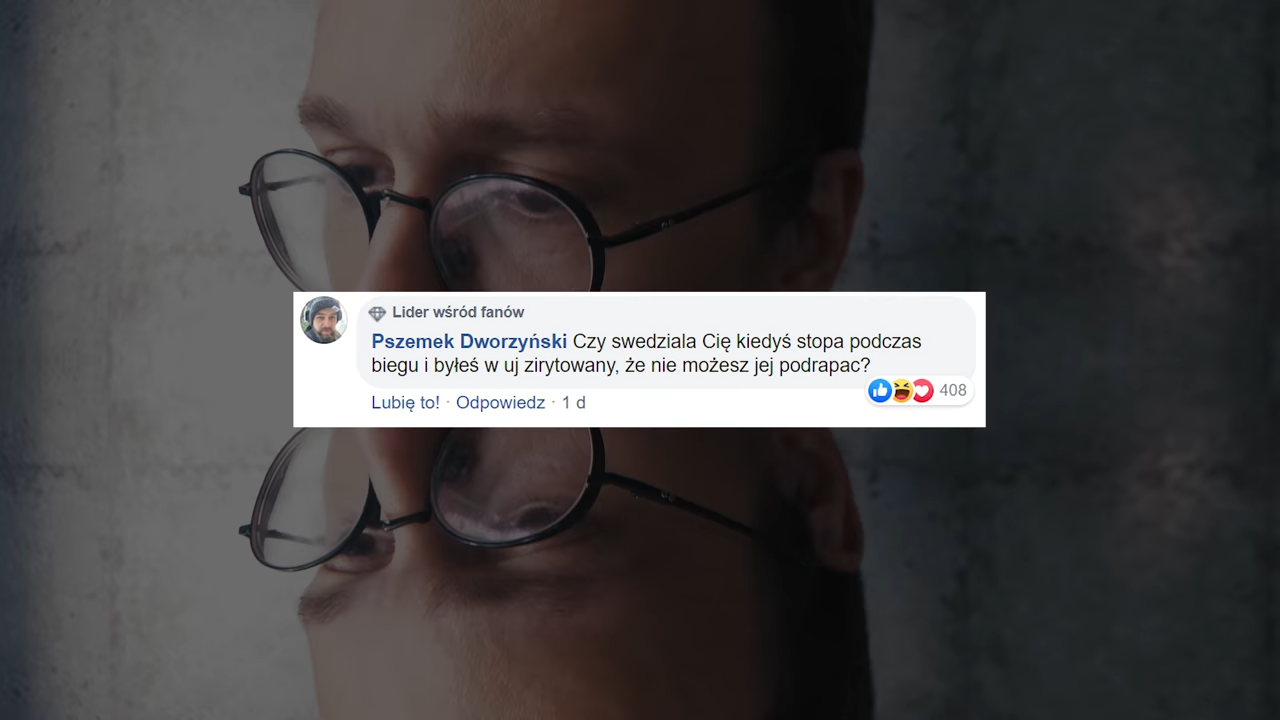 Lider wśród fanów
Pszemek Dworzyński Czy swedziala Cię kiedyś stopa podczas
biegu i byłeś w uj zirytowany, że nie możesz jej podrapac?
408
Lubię to! · Odpowiedz · 1 d